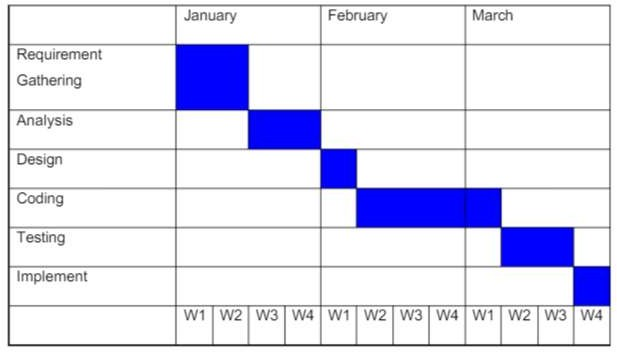 January February March
Requirement
Gathering
Analysis
Design
Coding
Testing
Implement
W1 W2 W3 W4 W1 W2 W3 W4 W1 W2 W3 W4